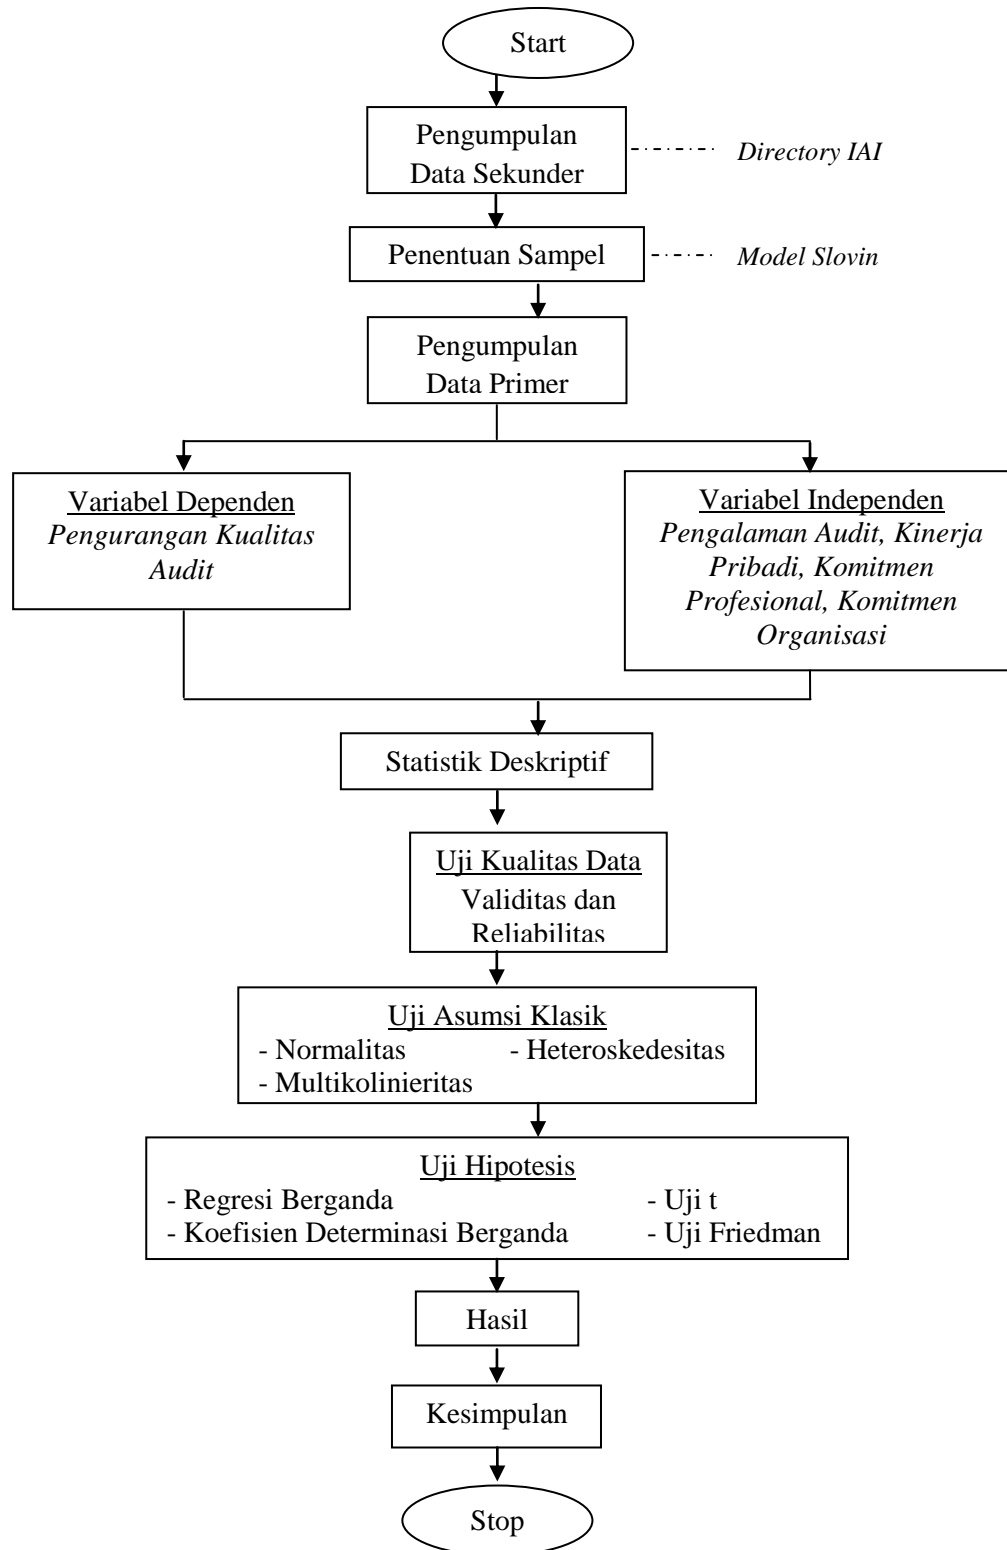 Start
Pengumpulan
Data Sekunder
Directory IAI
Penentuan Sampel
Model Slovin
Pengumpulan
Data Primer
Variabel Dependen
Pengurangan Kualitas
Audit
Variabel Independen
Pengalaman Audit, Kinerja
Pribadi, Komitmen
Profesional, Komitmen
Organisasi
Statistik Deskriptif
Uji Kualitas Data
Validitas dan
Reliabilitas
Uji Asumsi Klasik
- Normalitas - Heteroskedesitas
- Multikolinieritas
Uji Hipotesis
- Regresi Berganda - Uji t
- Koefisien Determinasi Berganda - Uji Friedman
Hasil
Kesimpulan
Stop